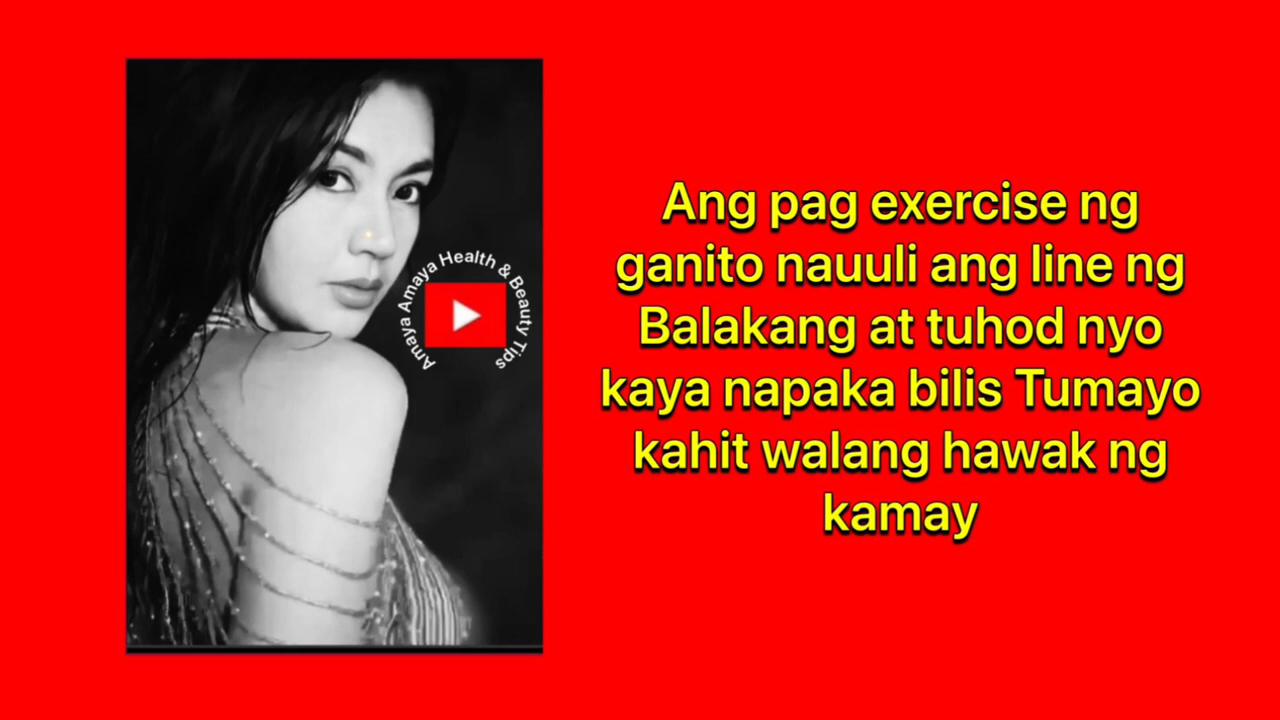 Amaya Amaya Health & Beauty Tips
Ang pag exercise ng
ganito nauuli ang line ng
Balakang at tuhod nyo
kaya napaka bilis Tumayo
kahit walang hawak ng
kamay